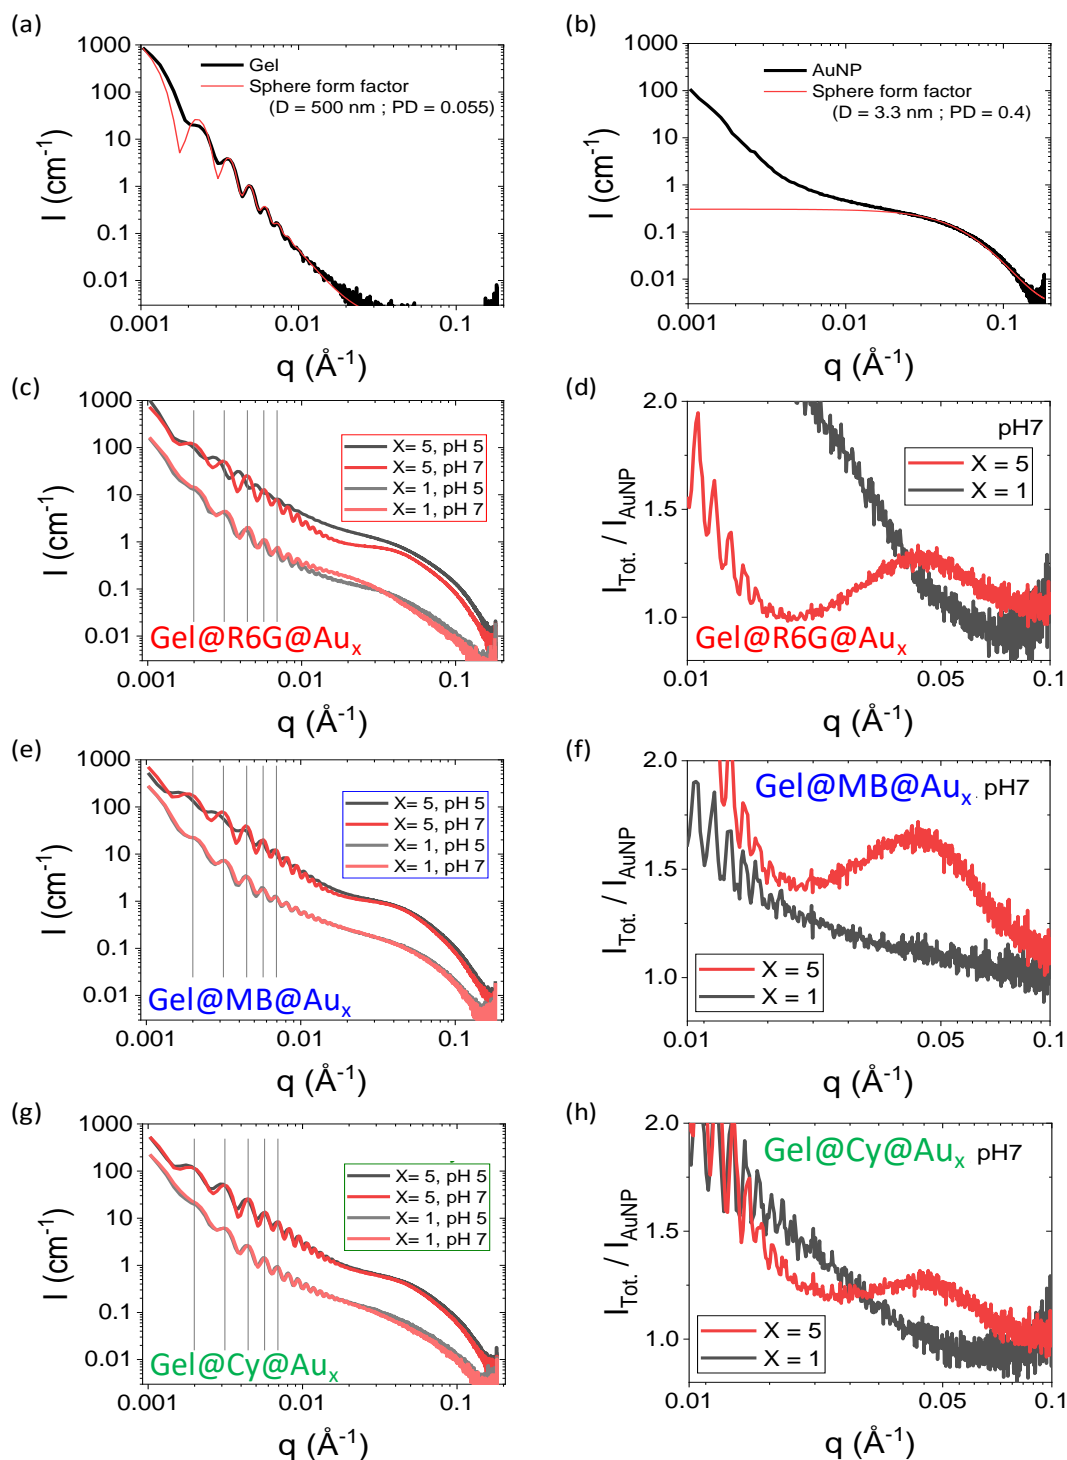 (a)
1000
100
10
1
0.1
0.01
I (cm⁻¹)
Gel
Sphere form factor
(D = 500 nm ; PD = 0.055)
0.001
0.01
0.1
q (Å⁻¹)
(b)
1000
100
10
1
0.1
0.01
I (cm⁻¹)
AuNP
Sphere form factor
(D = 3.3 nm ; PD = 0.4)
0.001
0.01
0.1
q (Å⁻¹)
(c)
1000
100
10
1
0.1
0.01
I (cm⁻¹)
X= 5, pH 5
X= 5, pH 7
X= 1, pH 5
X= 1, pH 7
Gel@R6G@Auₓ
0.001
0.01
0.1
q (Å⁻¹)
(d)
2.0
1.5
1.0
I_Tot. / I_AuNP
pH7
X = 5
X = 1
Gel@R6G@Auₓ
0.01
0.05
0.1
q (Å⁻¹)
(e)
1000
100
10
1
0.1
0.01
I (cm⁻¹)
X= 5, pH 5
X= 5, pH 7
X= 1, pH 5
X= 1, pH 7
Gel@MB@Auₓ
0.001
0.01
0.1
q (Å⁻¹)
(f)
2.0
1.5
1.0
I_Tot. / I_AuNP
Gel@MB@Auₓ pH7
X = 5
X = 1
0.01
0.05
0.1
q (Å⁻¹)
(g)
1000
100
10
1
0.1
0.01
I (cm⁻¹)
X= 5, pH 5
X= 5, pH 7
X= 1, pH 5
X= 1, pH 7
Gel@Cy@Auₓ
0.001
0.01
0.1
q (Å⁻¹)
(h)
2.0
1.5
1.0
I_Tot. / I_AuNP
Gel@Cy@Auₓ pH7
X = 5
X = 1
0.01
0.05
0.1
q (Å⁻¹)